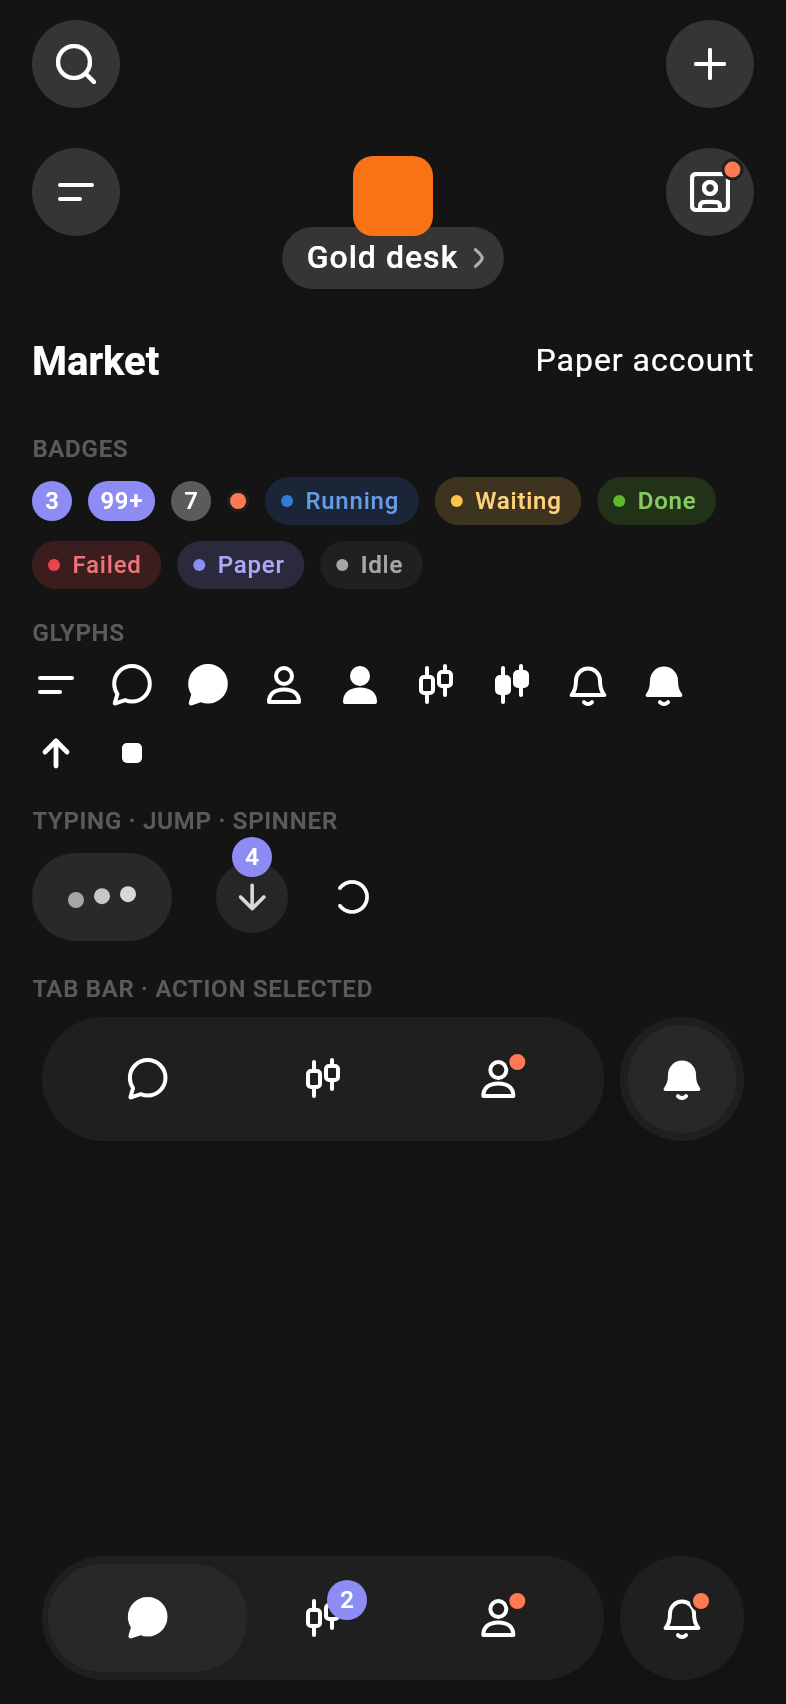 Gold desk
Market
Paper account
BADGES
3 99+ 7 Running Waiting Done
Failed Paper Idle
GLYPHS
TYPING · JUMP · SPINNER
4
TAB BAR · ACTION SELECTED
2